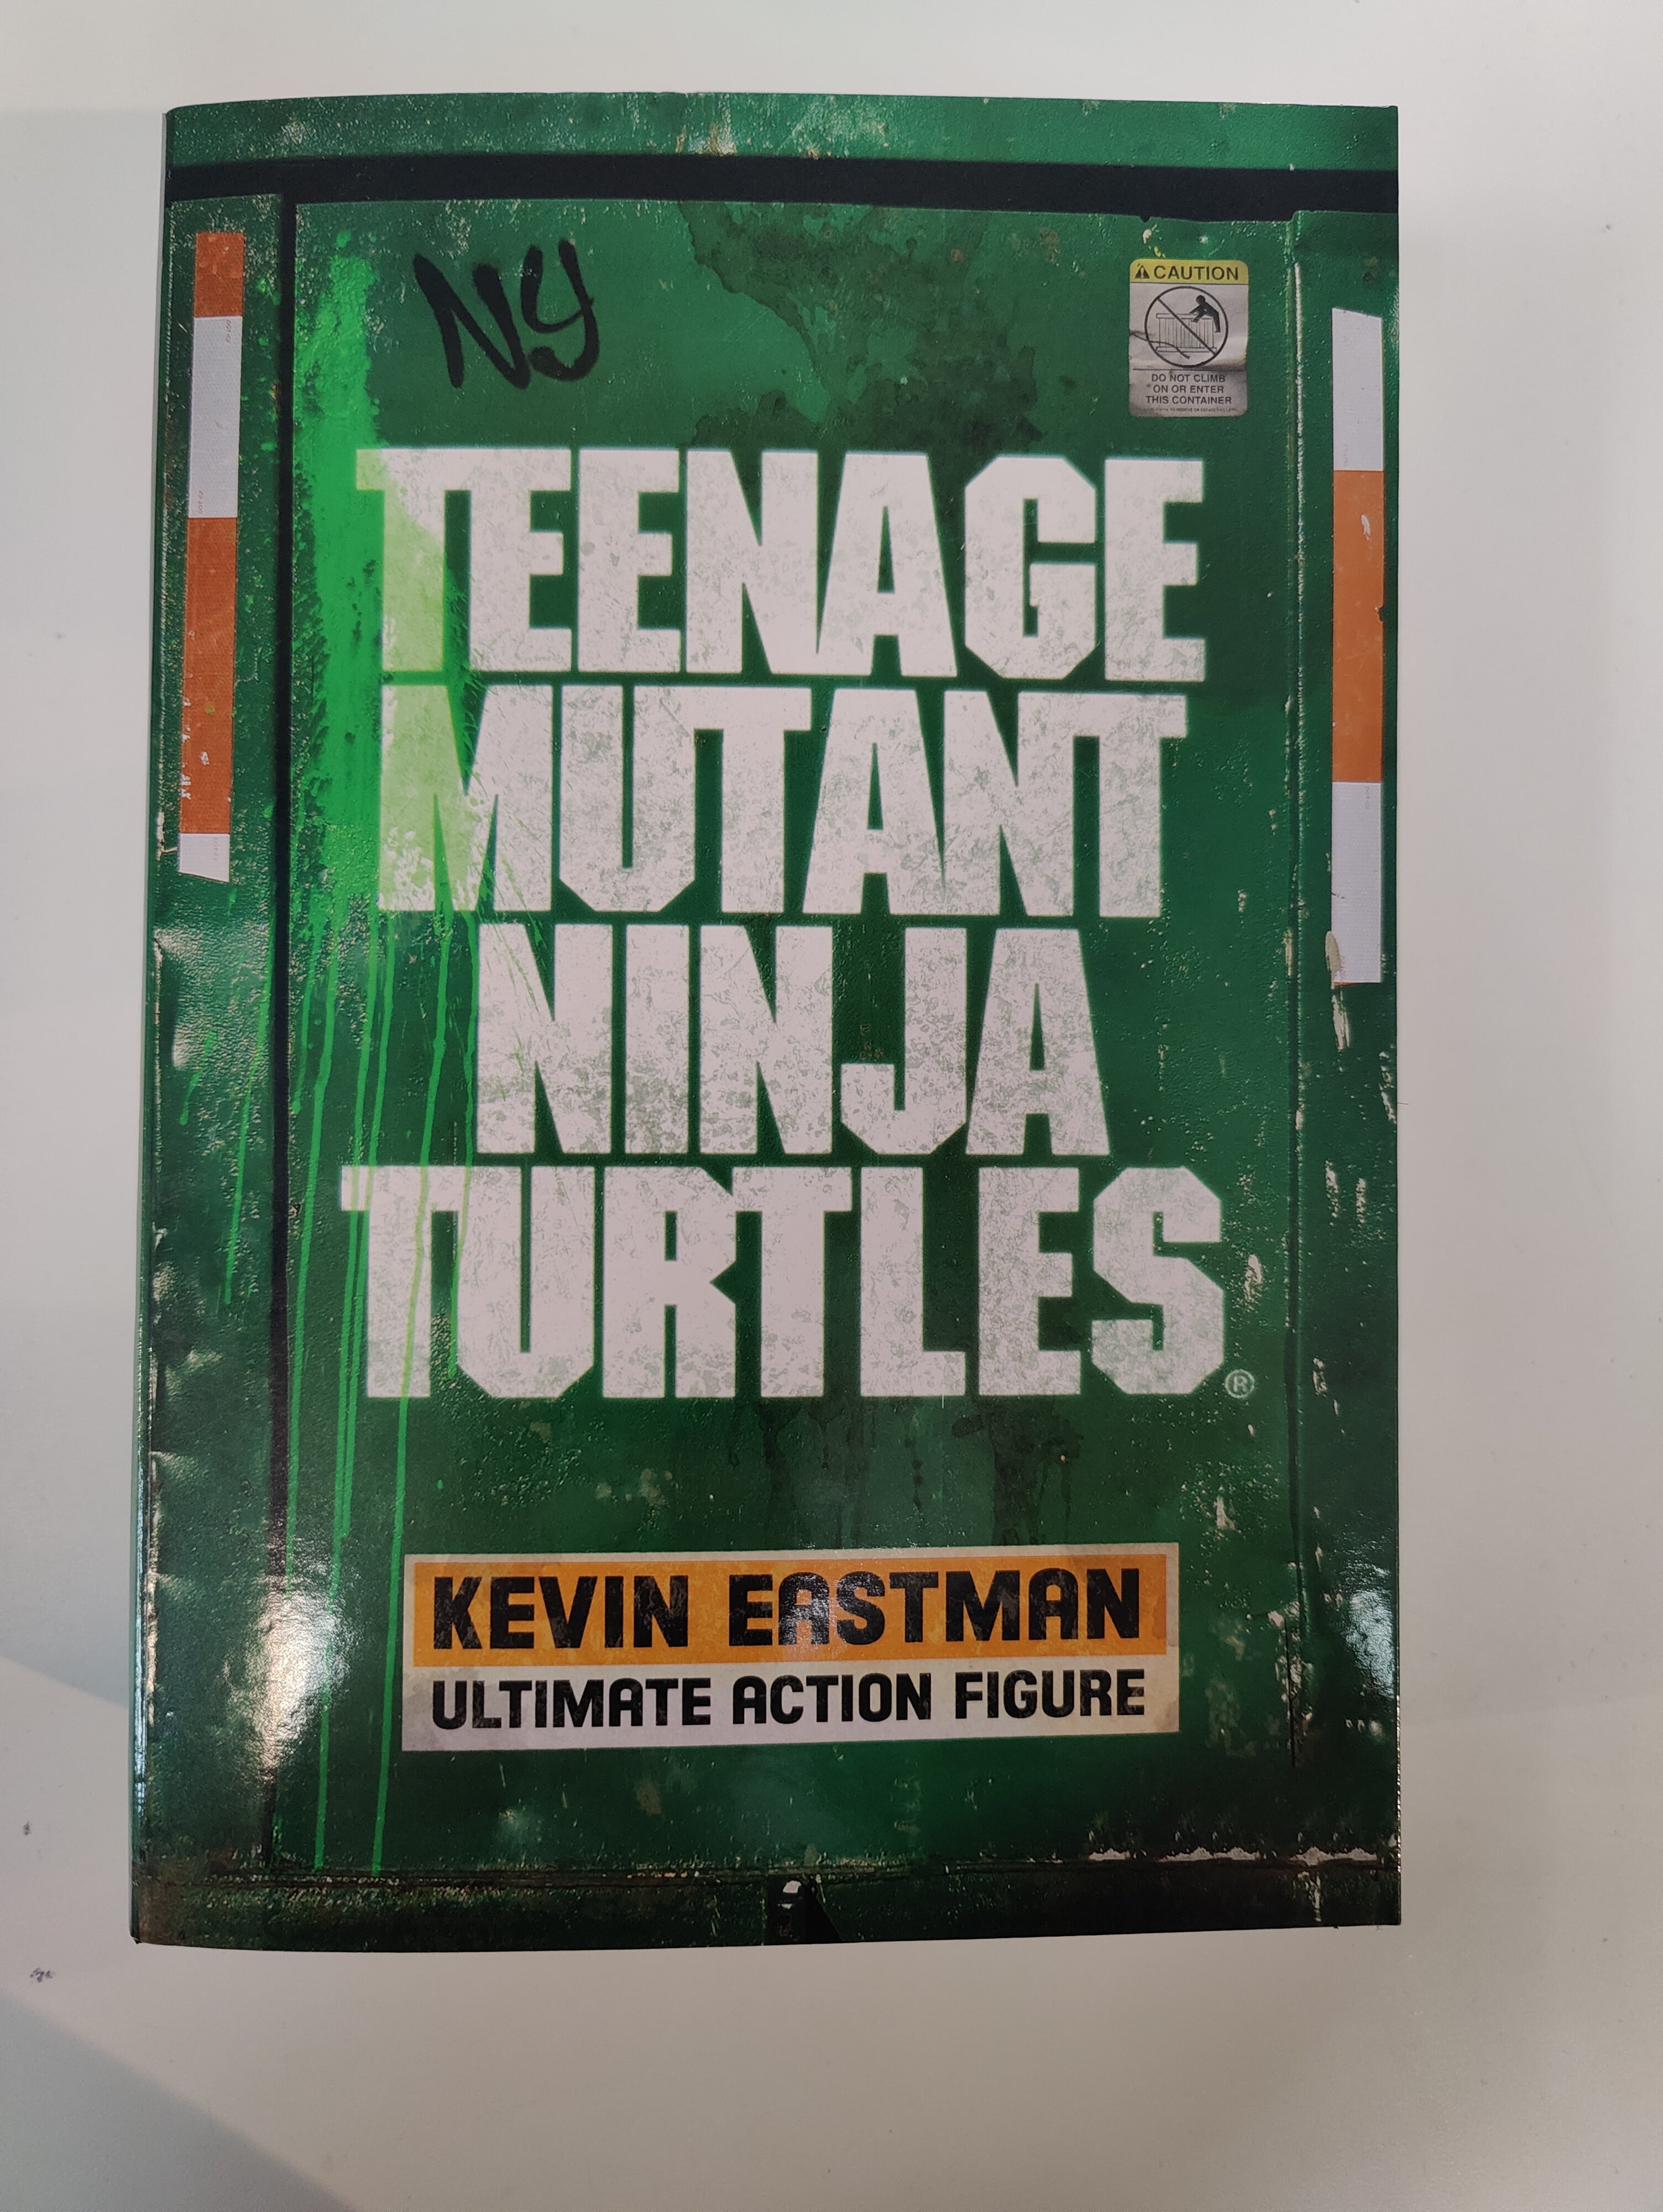 NY
CAUTION
DO NOT CLIMB
ON OR ENTER
THIS CONTAINER
TEENAGE
MUTANT
NINJA
TURTLES®
KEVIN EASTMAN
ULTIMATE ACTION FIGURE